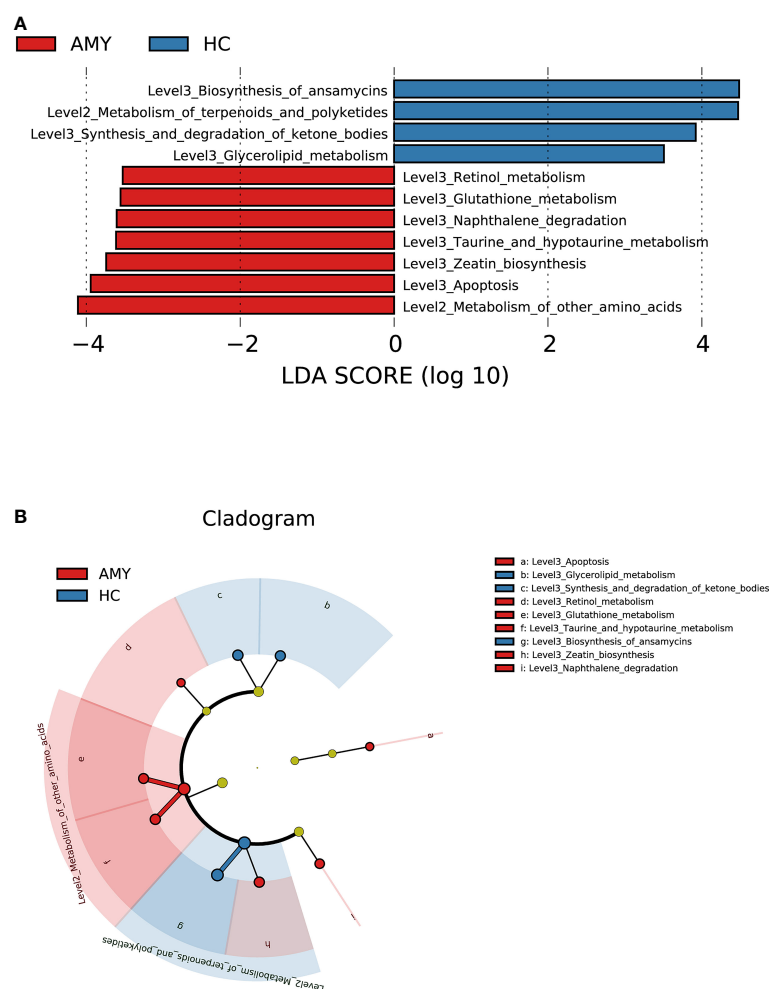 A
AMY HC
Level3_Biosynthesis_of_ansamycins
Level2_Metabolism_of_terpenoids_and_polyketides
Level3_Synthesis_and_degradation_of_ketone_bodies
Level3_Glycerolipid_metabolism
Level3_Retinol_metabolism
Level3_Glutathione_metabolism
Level3_Naphthalene_degradation
Level3_Taurine_and_hypotaurine_metabolism
Level3_Zeatin_biosynthesis
Level3_Apoptosis
Level2_Metabolism_of_other_amino_acids
−4 −2 0 2 4
LDA SCORE (log 10)
B
Cladogram
AMY
HC
a: Level3_Apoptosis
b: Level3_Glycerolipid_metabolism
c: Level3_Synthesis_and_degradation_of_ketone_bodies
d: Level3_Retinol_metabolism
e: Level3_Glutathione_metabolism
f: Level3_Taurine_and_hypotaurine_metabolism
g: Level3_Biosynthesis_of_ansamycins
h: Level3_Zeatin_biosynthesis
i: Level3_Naphthalene_degradation
c
b
d
a
e
f
g
h
i
Level2_Metabolism_of_other_amino_acids
Level2_Metabolism_of_terpenoids_and_polyketides